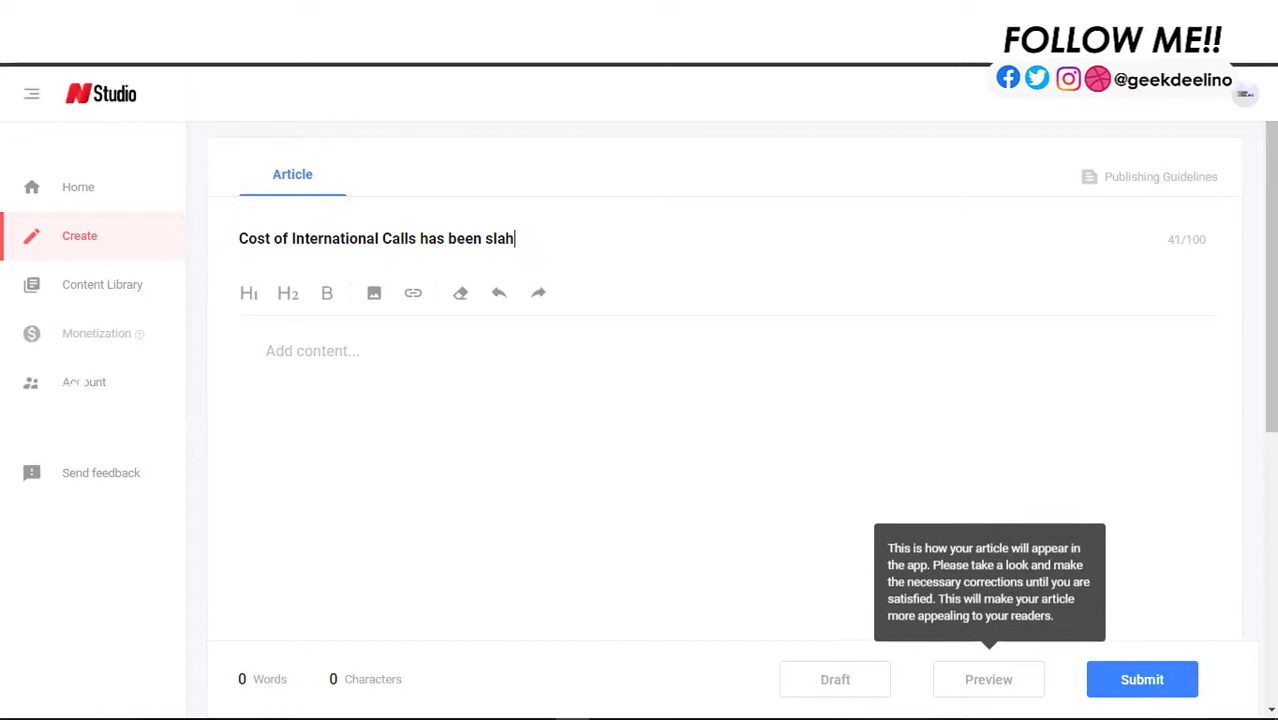 FOLLOW ME!!
@geekdeelino
N Studio
Home
Create
Content Library
Monetization
Account
Send feedback
Article
Publishing Guidelines
Cost of International Calls has been slah
41/100
H1 H2 B
Add content...
This is how your article will appear in
the app. Please take a look and make
the necessary corrections until you are
satisfied. This will make your article
more appealing to your readers.
0 Words 0 Characters
Draft
Preview
Submit